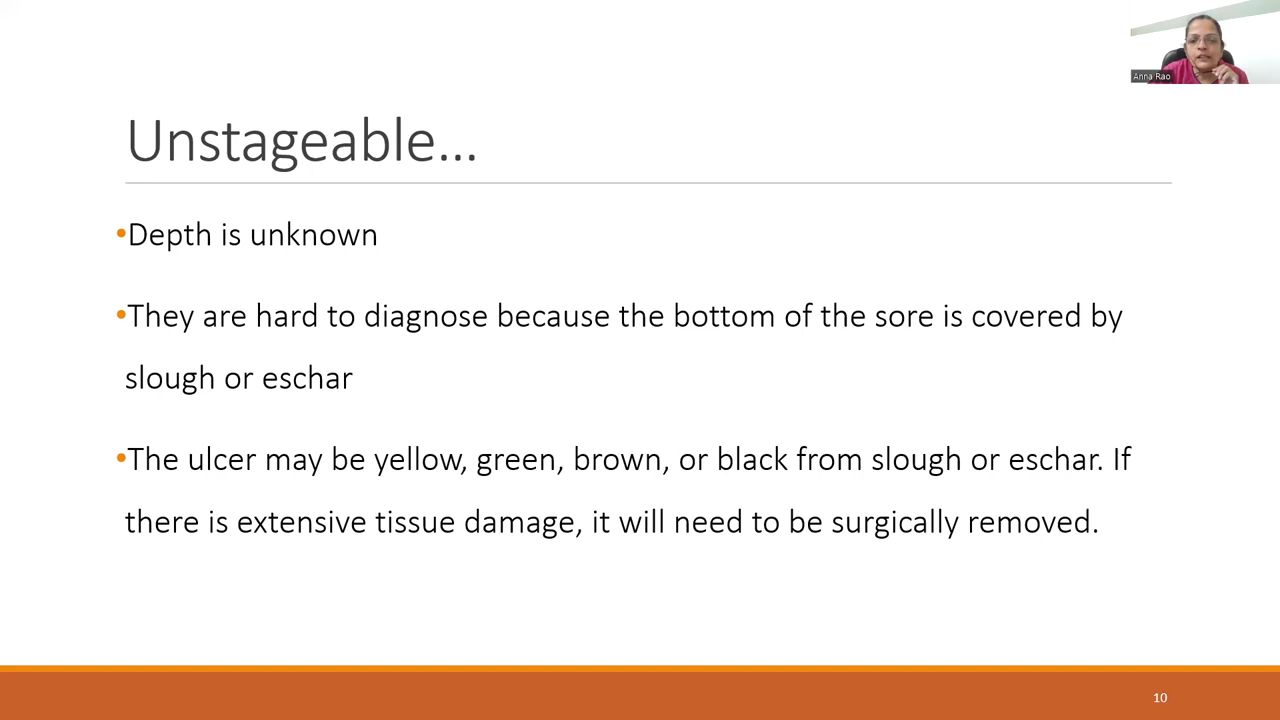 Anna Rao
Unstageable...
•Depth is unknown
•They are hard to diagnose because the bottom of the sore is covered by
slough or eschar
•The ulcer may be yellow, green, brown, or black from slough or eschar. If
there is extensive tissue damage, it will need to be surgically removed.
10